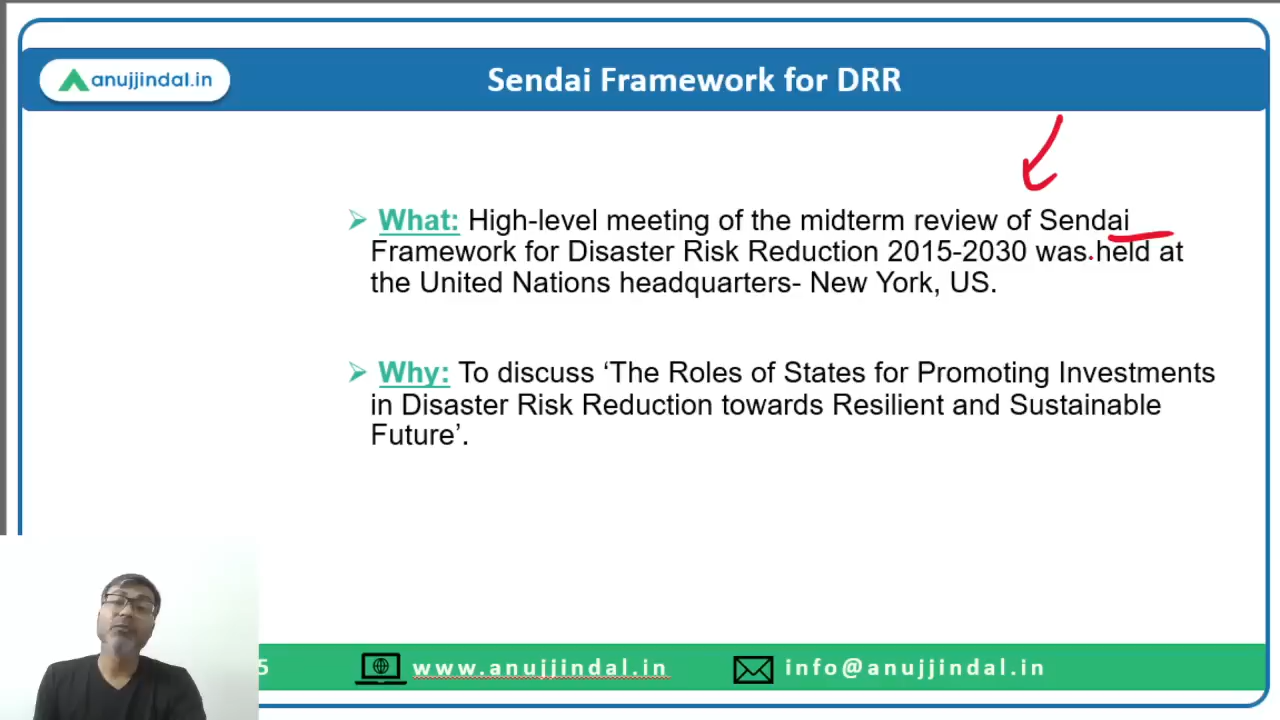 anujjindal.in
Sendai Framework for DRR
What: High-level meeting of the midterm review of Sendai
Framework for Disaster Risk Reduction 2015-2030 was held at
the United Nations headquarters- New York, US.
Why: To discuss ‘The Roles of States for Promoting Investments
in Disaster Risk Reduction towards Resilient and Sustainable
Future’.
5 www.anujjindal.in info@anujjindal.in